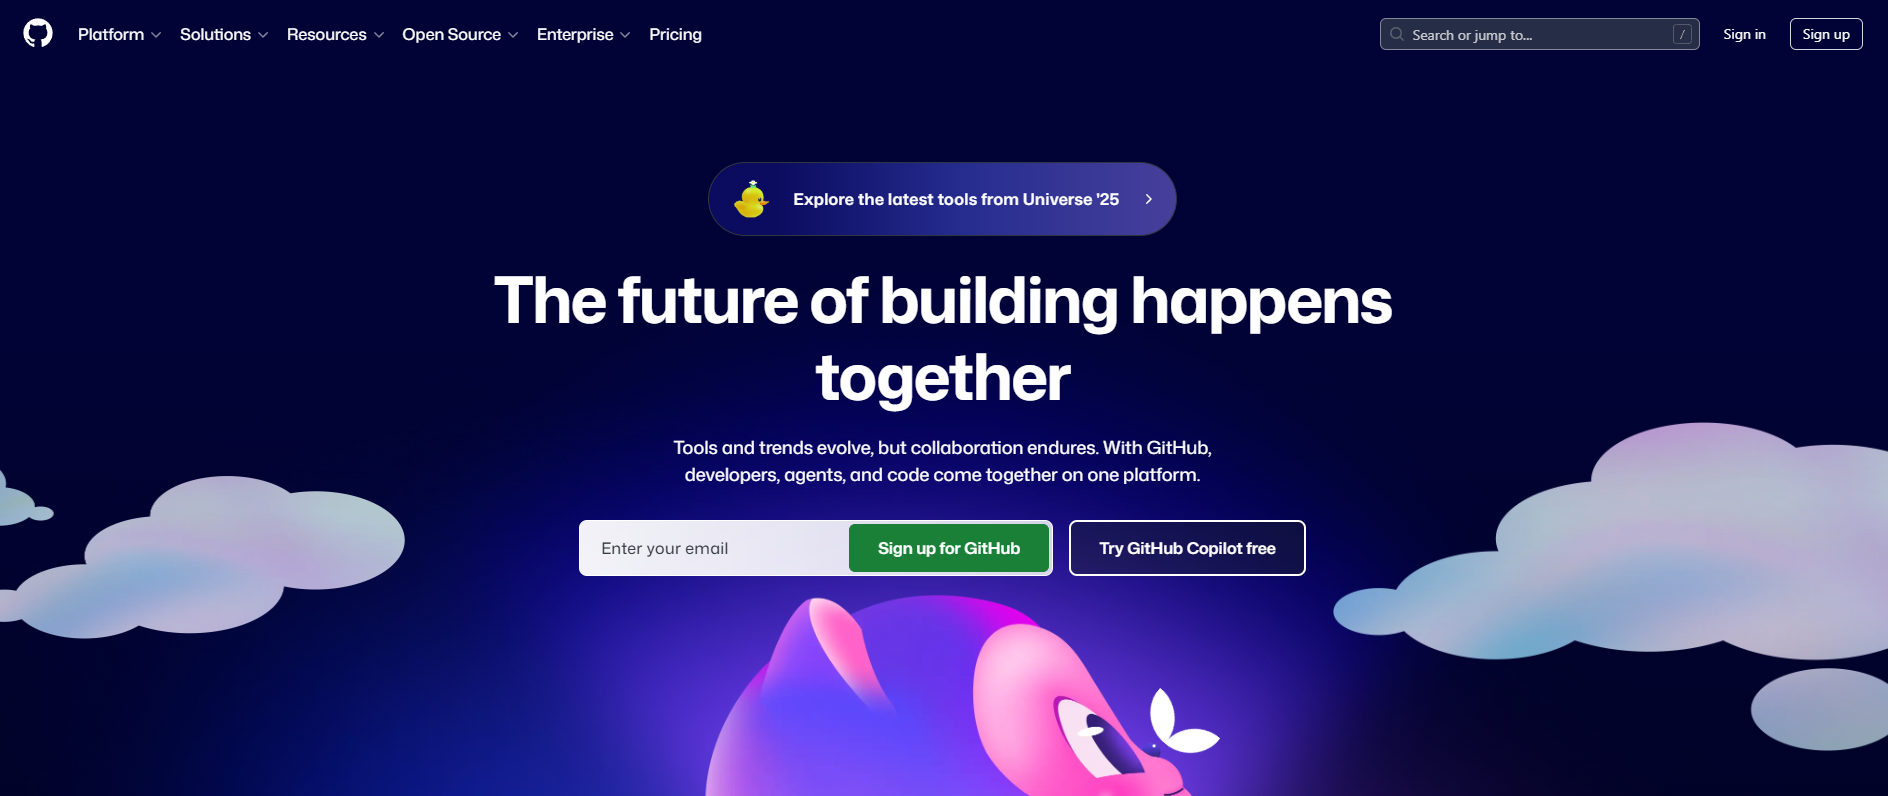 Platform Solutions Resources Open Source Enterprise Pricing Search or jump to... / Sign in Sign up
Explore the latest tools from Universe '25
The future of building happens
together
Tools and trends evolve, but collaboration endures. With GitHub,
developers, agents, and code come together on one platform.
Enter your email Sign up for GitHub Try GitHub Copilot free